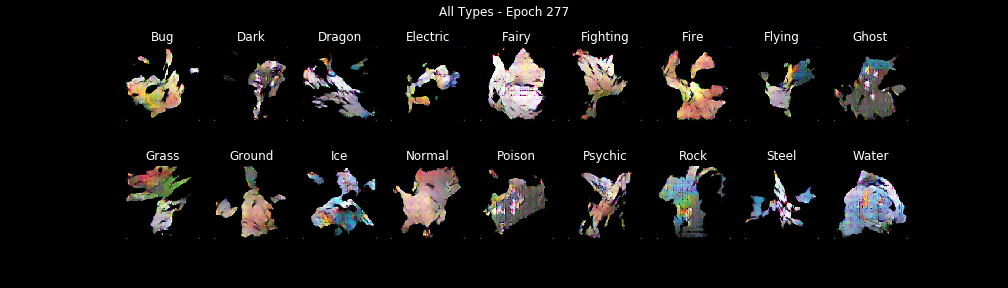 All Types - Epoch 277
Bug Dark Dragon Electric Fairy Fighting Fire Flying Ghost
Grass Ground Ice Normal Poison Psychic Rock Steel Water